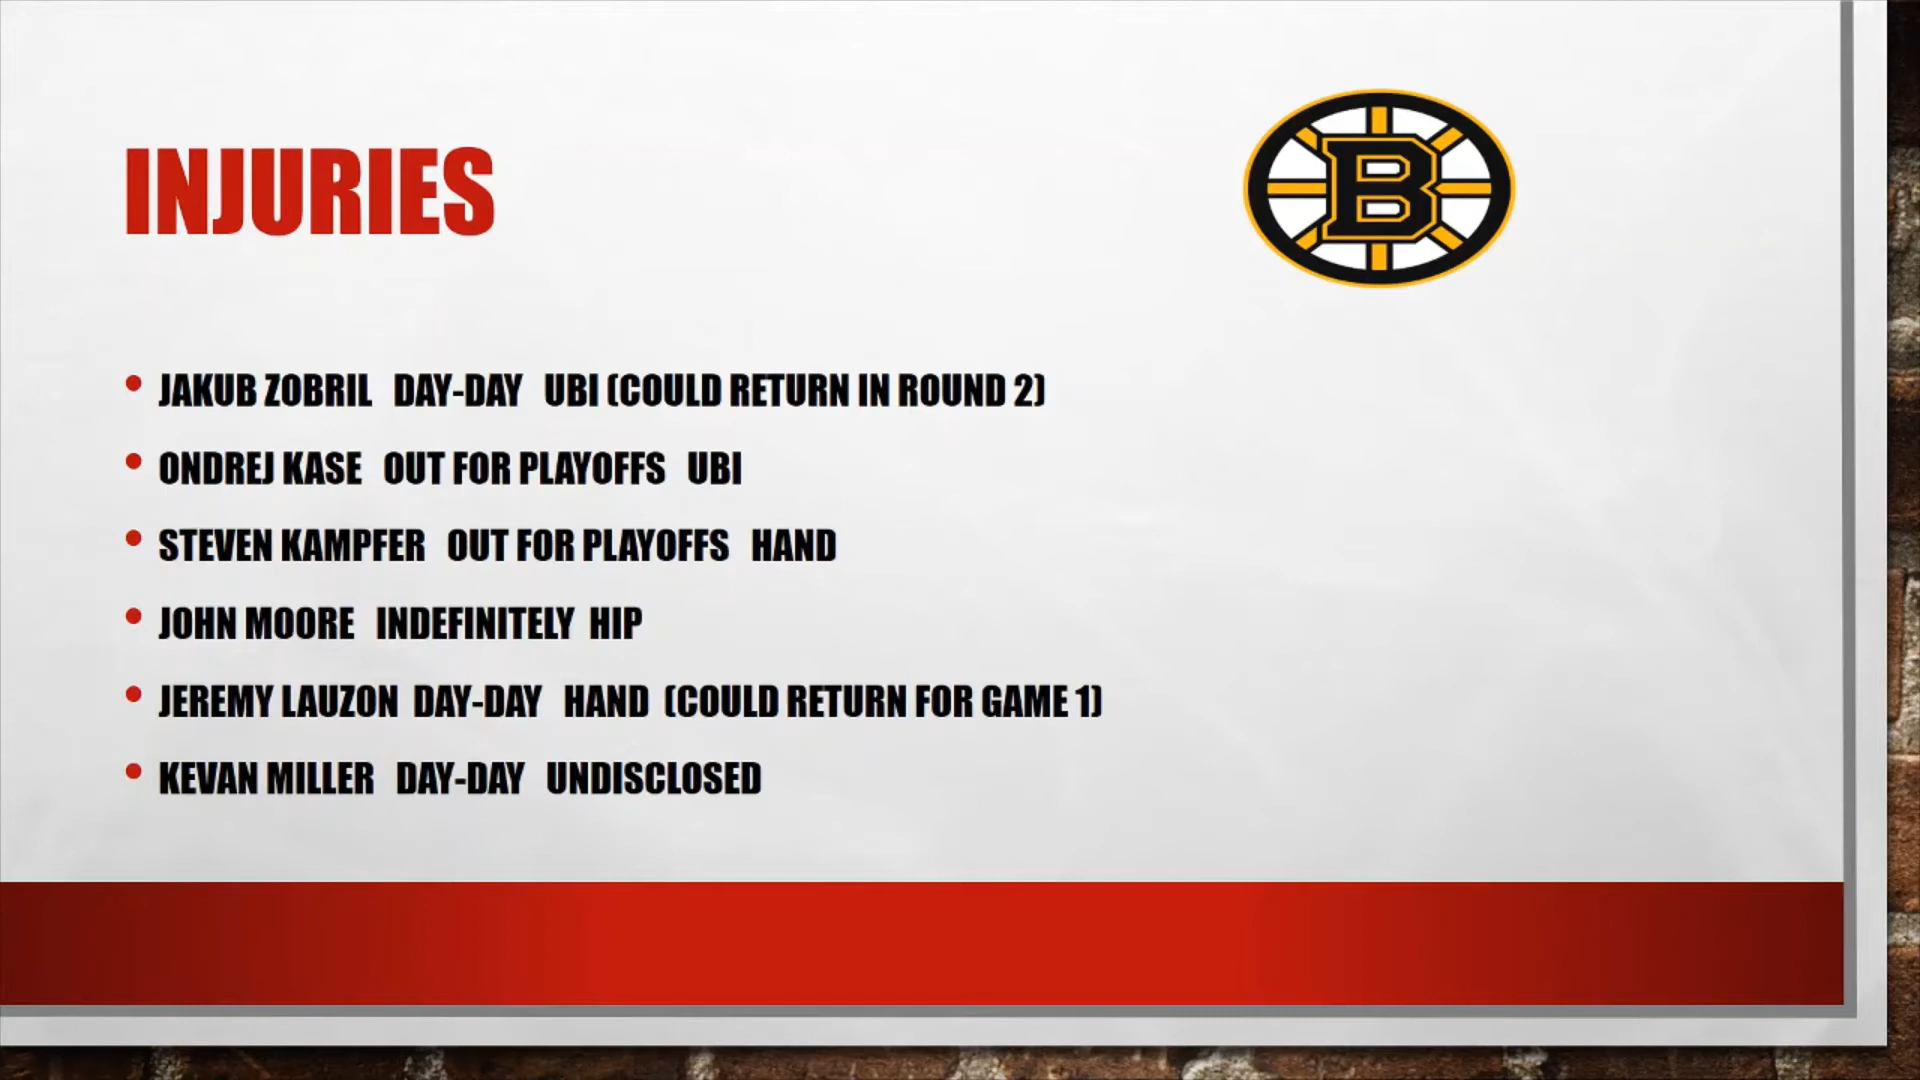 INJURIES
B
JAKUB ZOBRIL DAY-DAY UBI (COULD RETURN IN ROUND 2)
ONDREJ KASE OUT FOR PLAYOFFS UBI
STEVEN KAMPFER OUT FOR PLAYOFFS HAND
JOHN MOORE INDEFINITELY HIP
JEREMY LAUZON DAY-DAY HAND (COULD RETURN FOR GAME 1)
KEVAN MILLER DAY-DAY UNDISCLOSED